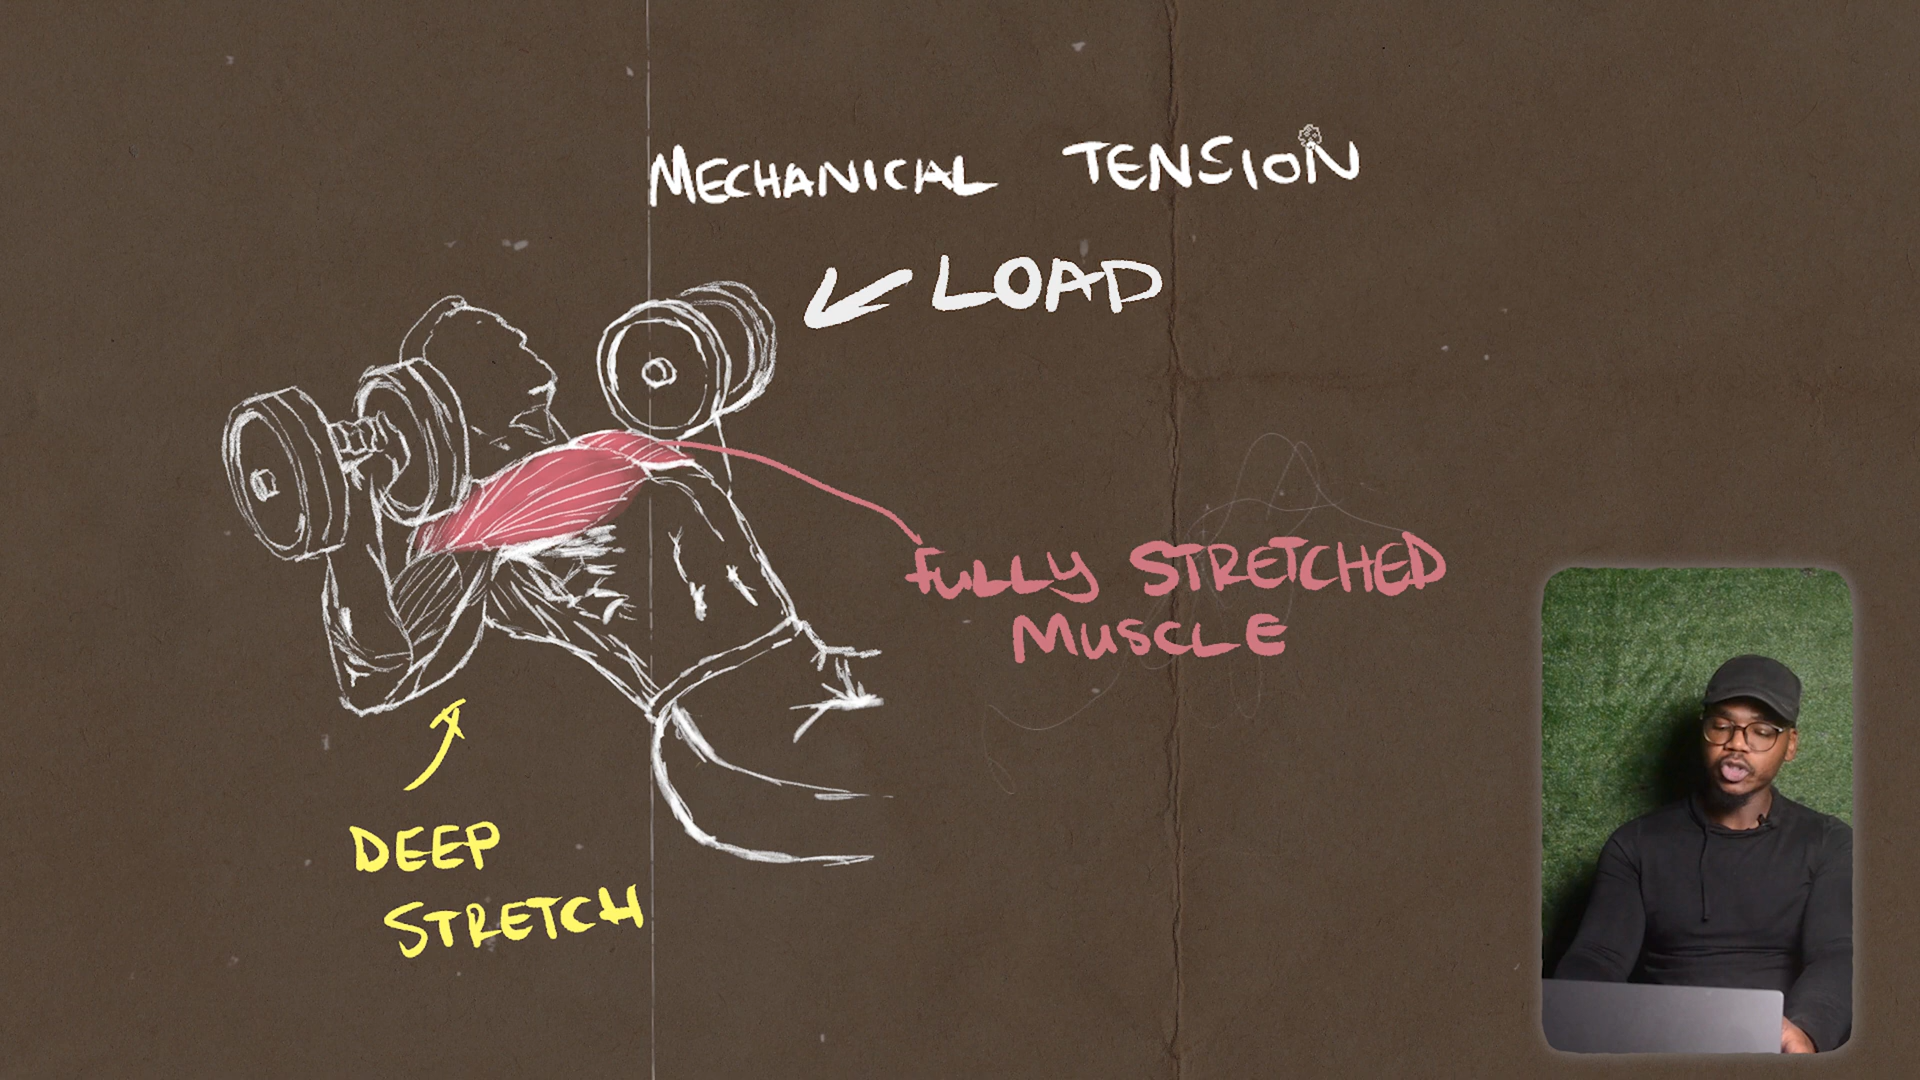 MECHANICAL TENSION
LOAD
FULLY STRETCHED
MUSCLE
DEEP
STRETCH